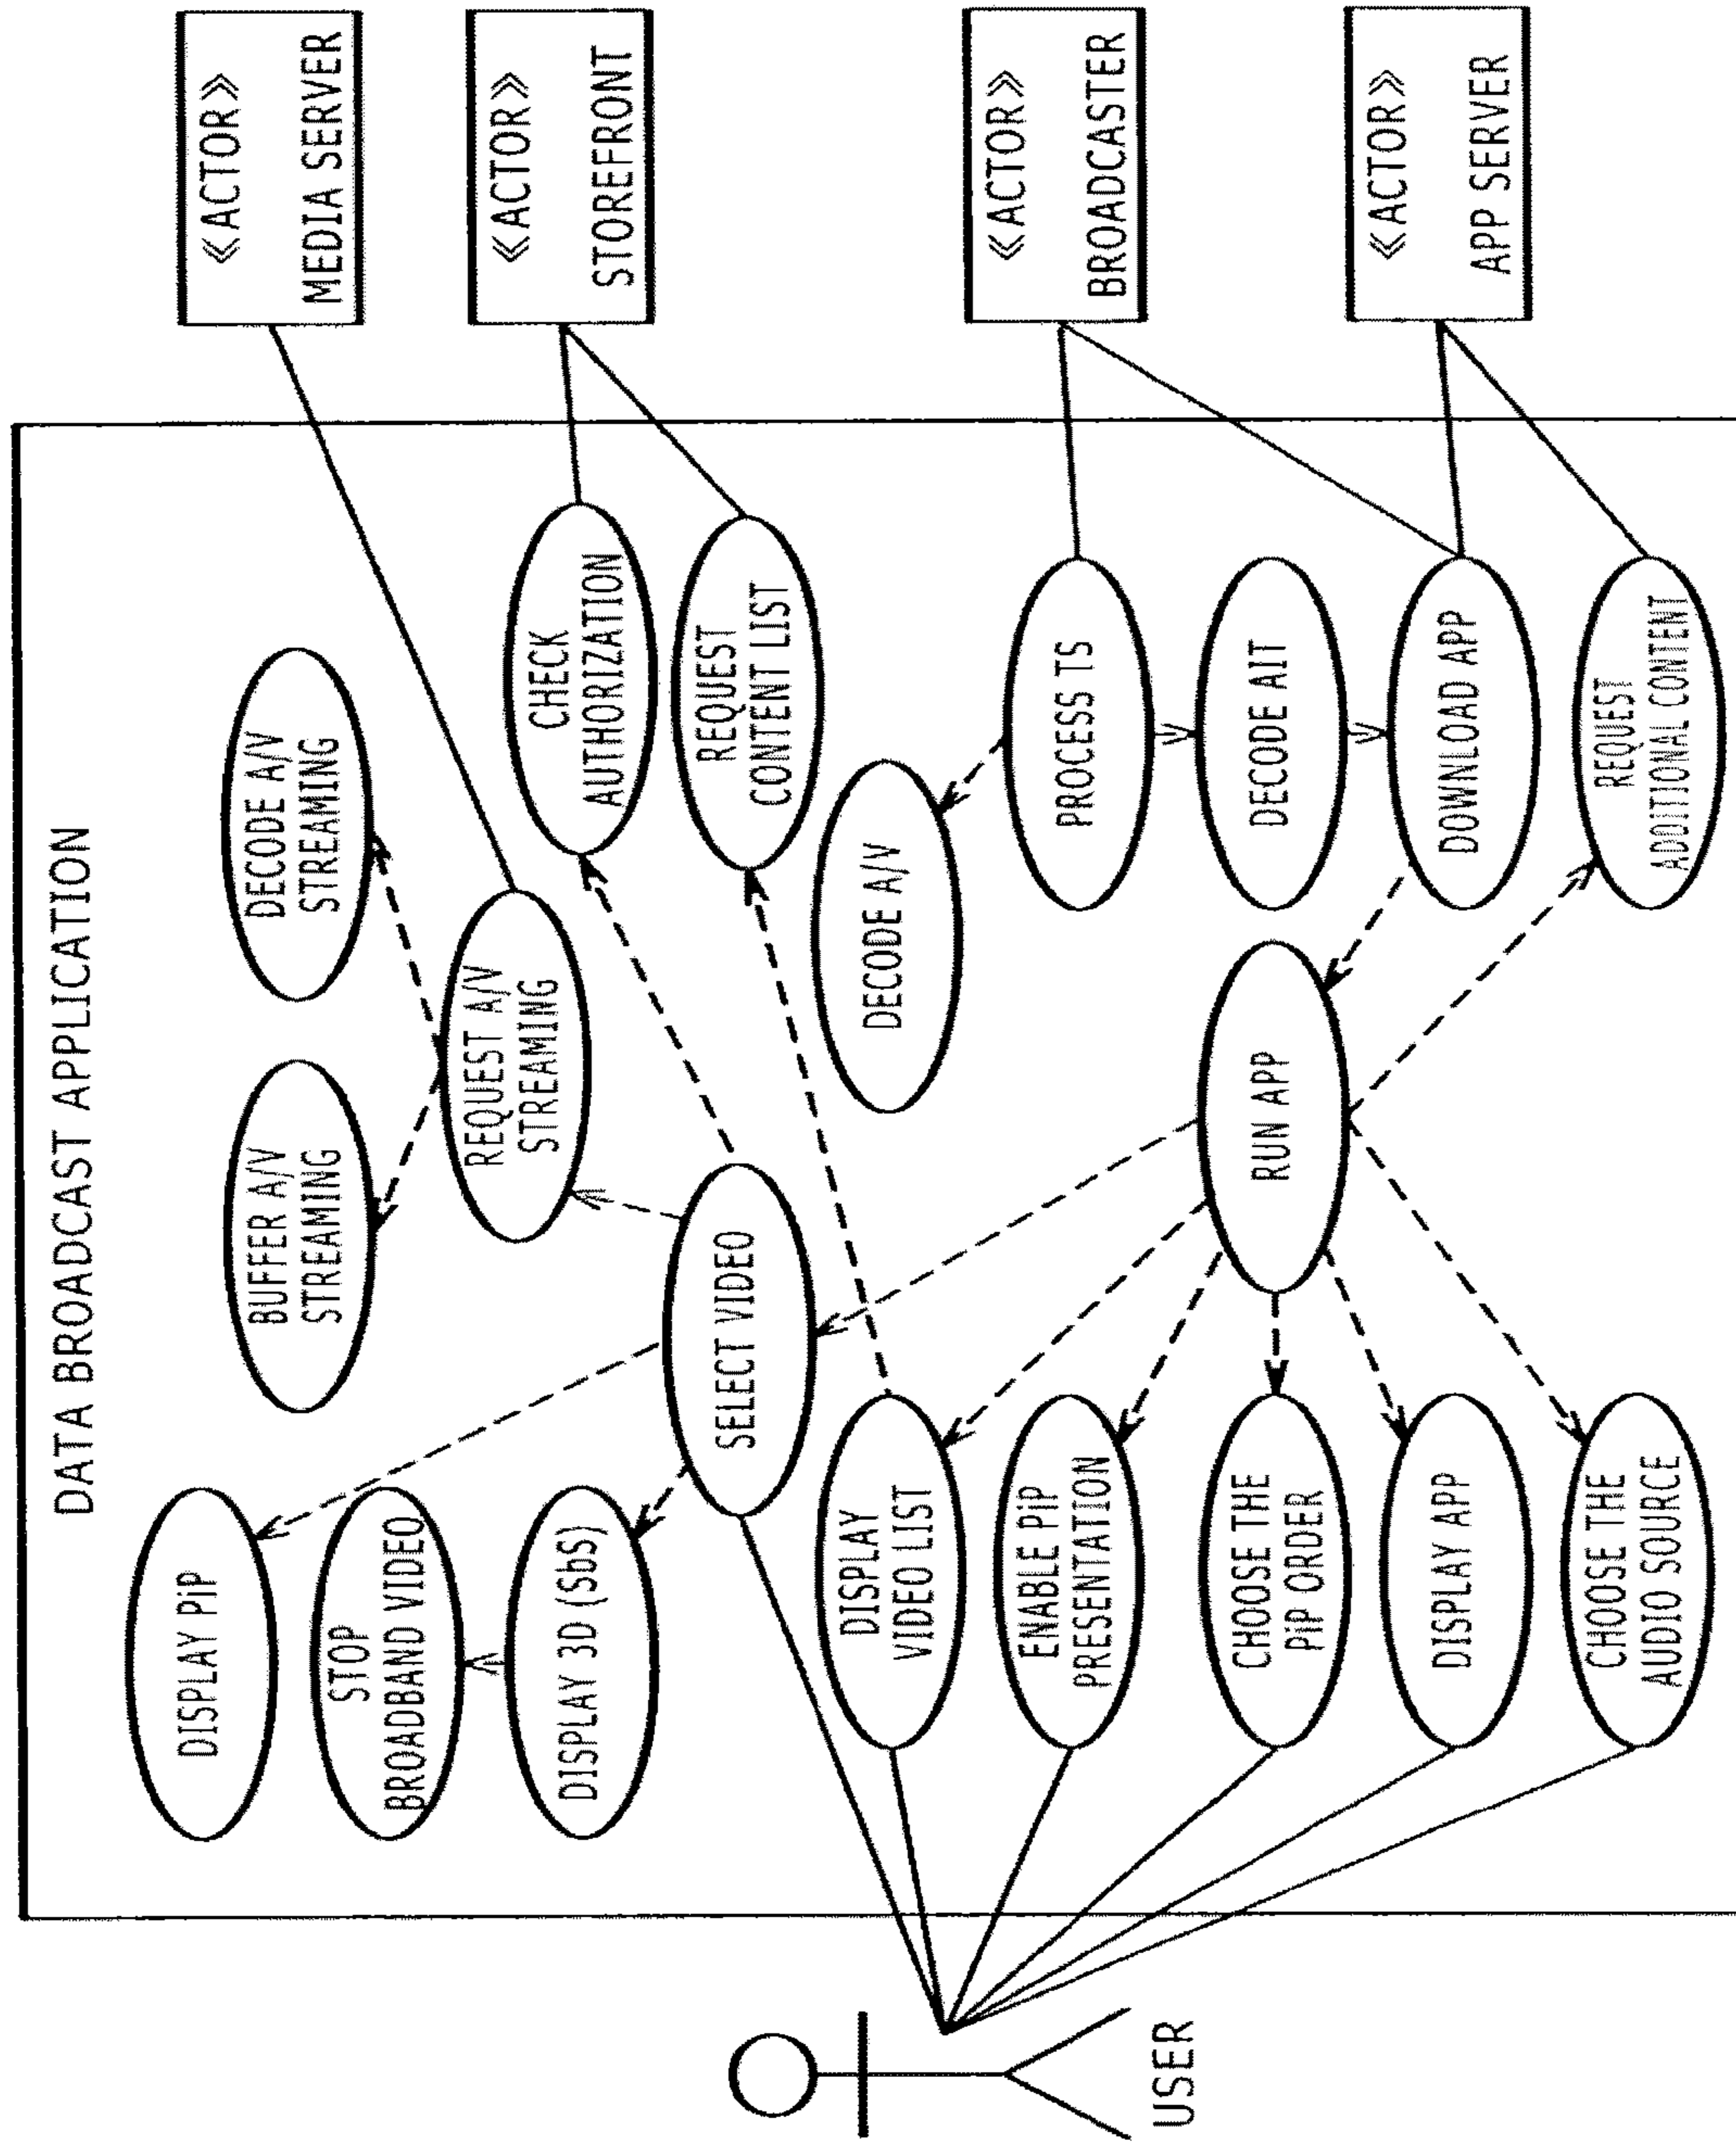 DATA BROADCAST APPLICATION
DISPLAY PiP
STOP
BROADBAND VIDEO
DISPLAY 3D (SbS)
BUFFER A/V
STREAMING
DECODE A/V
STREAMING
REQUEST A/V
STREAMING
SELECT VIDEO
CHECK
AUTHORIZATION
REQUEST
CONTENT LIST
DISPLAY
VIDEO LIST
ENABLE PiP
PRESENTATION
CHOOSE THE
PiP ORDER
DISPLAY APP
CHOOSE THE
AUDIO SOURCE
DECODE A/V
RUN APP
PROCESS TS
DECODE AIT
DOWNLOAD APP
REQUEST
ADDITIONAL CONTENT
USER
≪ACTOR≫
MEDIA SERVER
≪ACTOR≫
STOREFRONT
≪ACTOR≫
BROADCASTER
≪ACTOR≫
APP SERVER